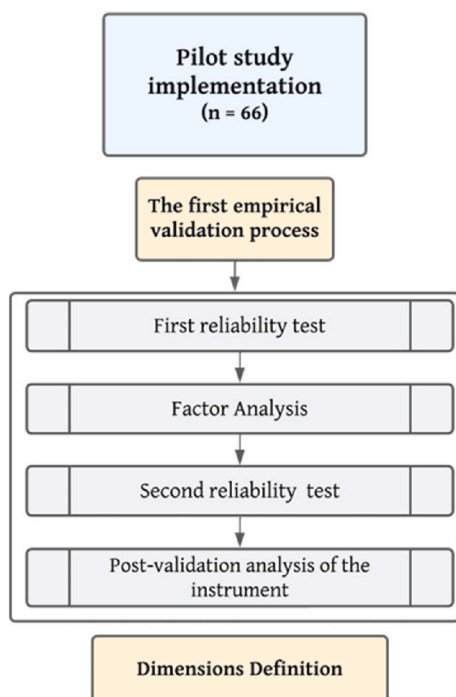 Pilot study
implementation
(n = 66)
The first empirical
validation process
First reliability test
Factor Analysis
Second reliability test
Post-validation analysis of the
instrument
Dimensions Definition